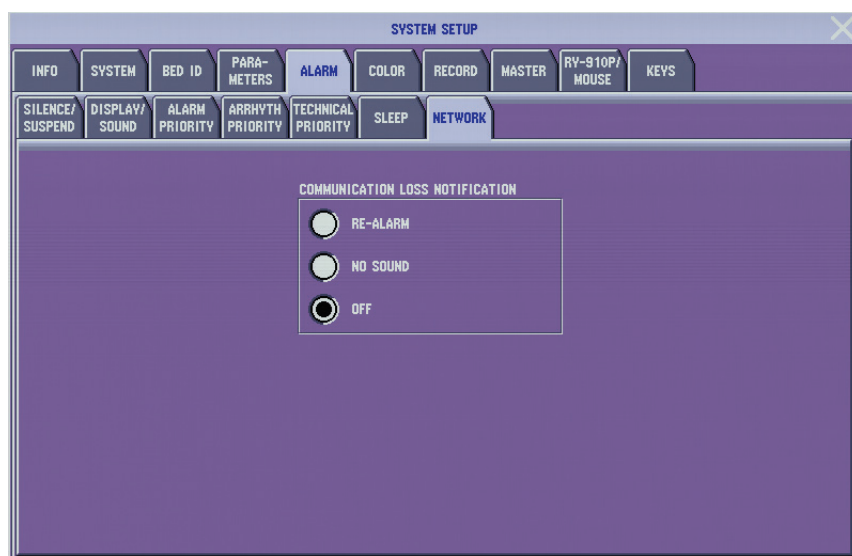 SYSTEM SETUP
INFO SYSTEM BED ID PARA-METERS ALARM COLOR RECORD MASTER RY-910P/MOUSE KEYS
SILENCE/SUSPEND DISPLAY/SOUND ALARM PRIORITY ARRHYTH PRIORITY TECHNICAL PRIORITY SLEEP NETWORK
COMMUNICATION LOSS NOTIFICATION
RE-ALARM
NO SOUND
OFF